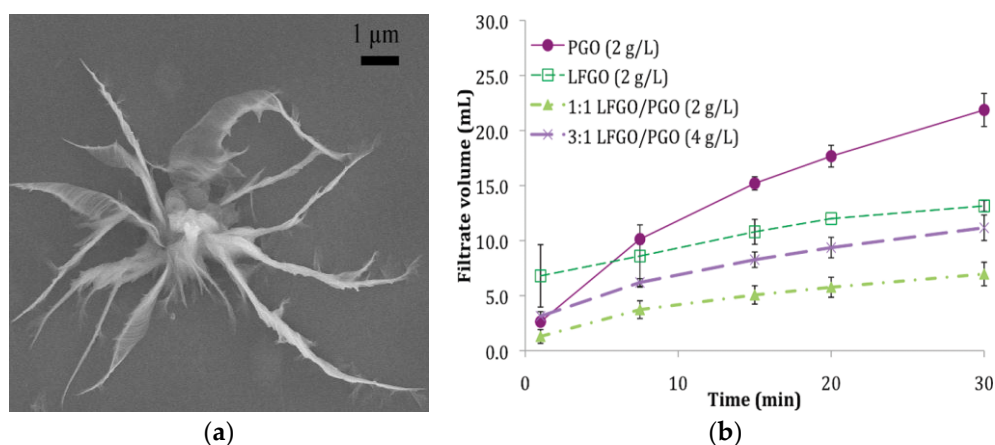 1 μm
(a)
30.0
25.0
20.0
15.0
10.0
5.0
0.0
Filtrate volume (mL)
PGO (2 g/L)
LFGO (2 g/L)
1:1 LFGO/PGO (2 g/L)
3:1 LFGO/PGO (4 g/L)
0 10 20 30
Time (min)
(b)